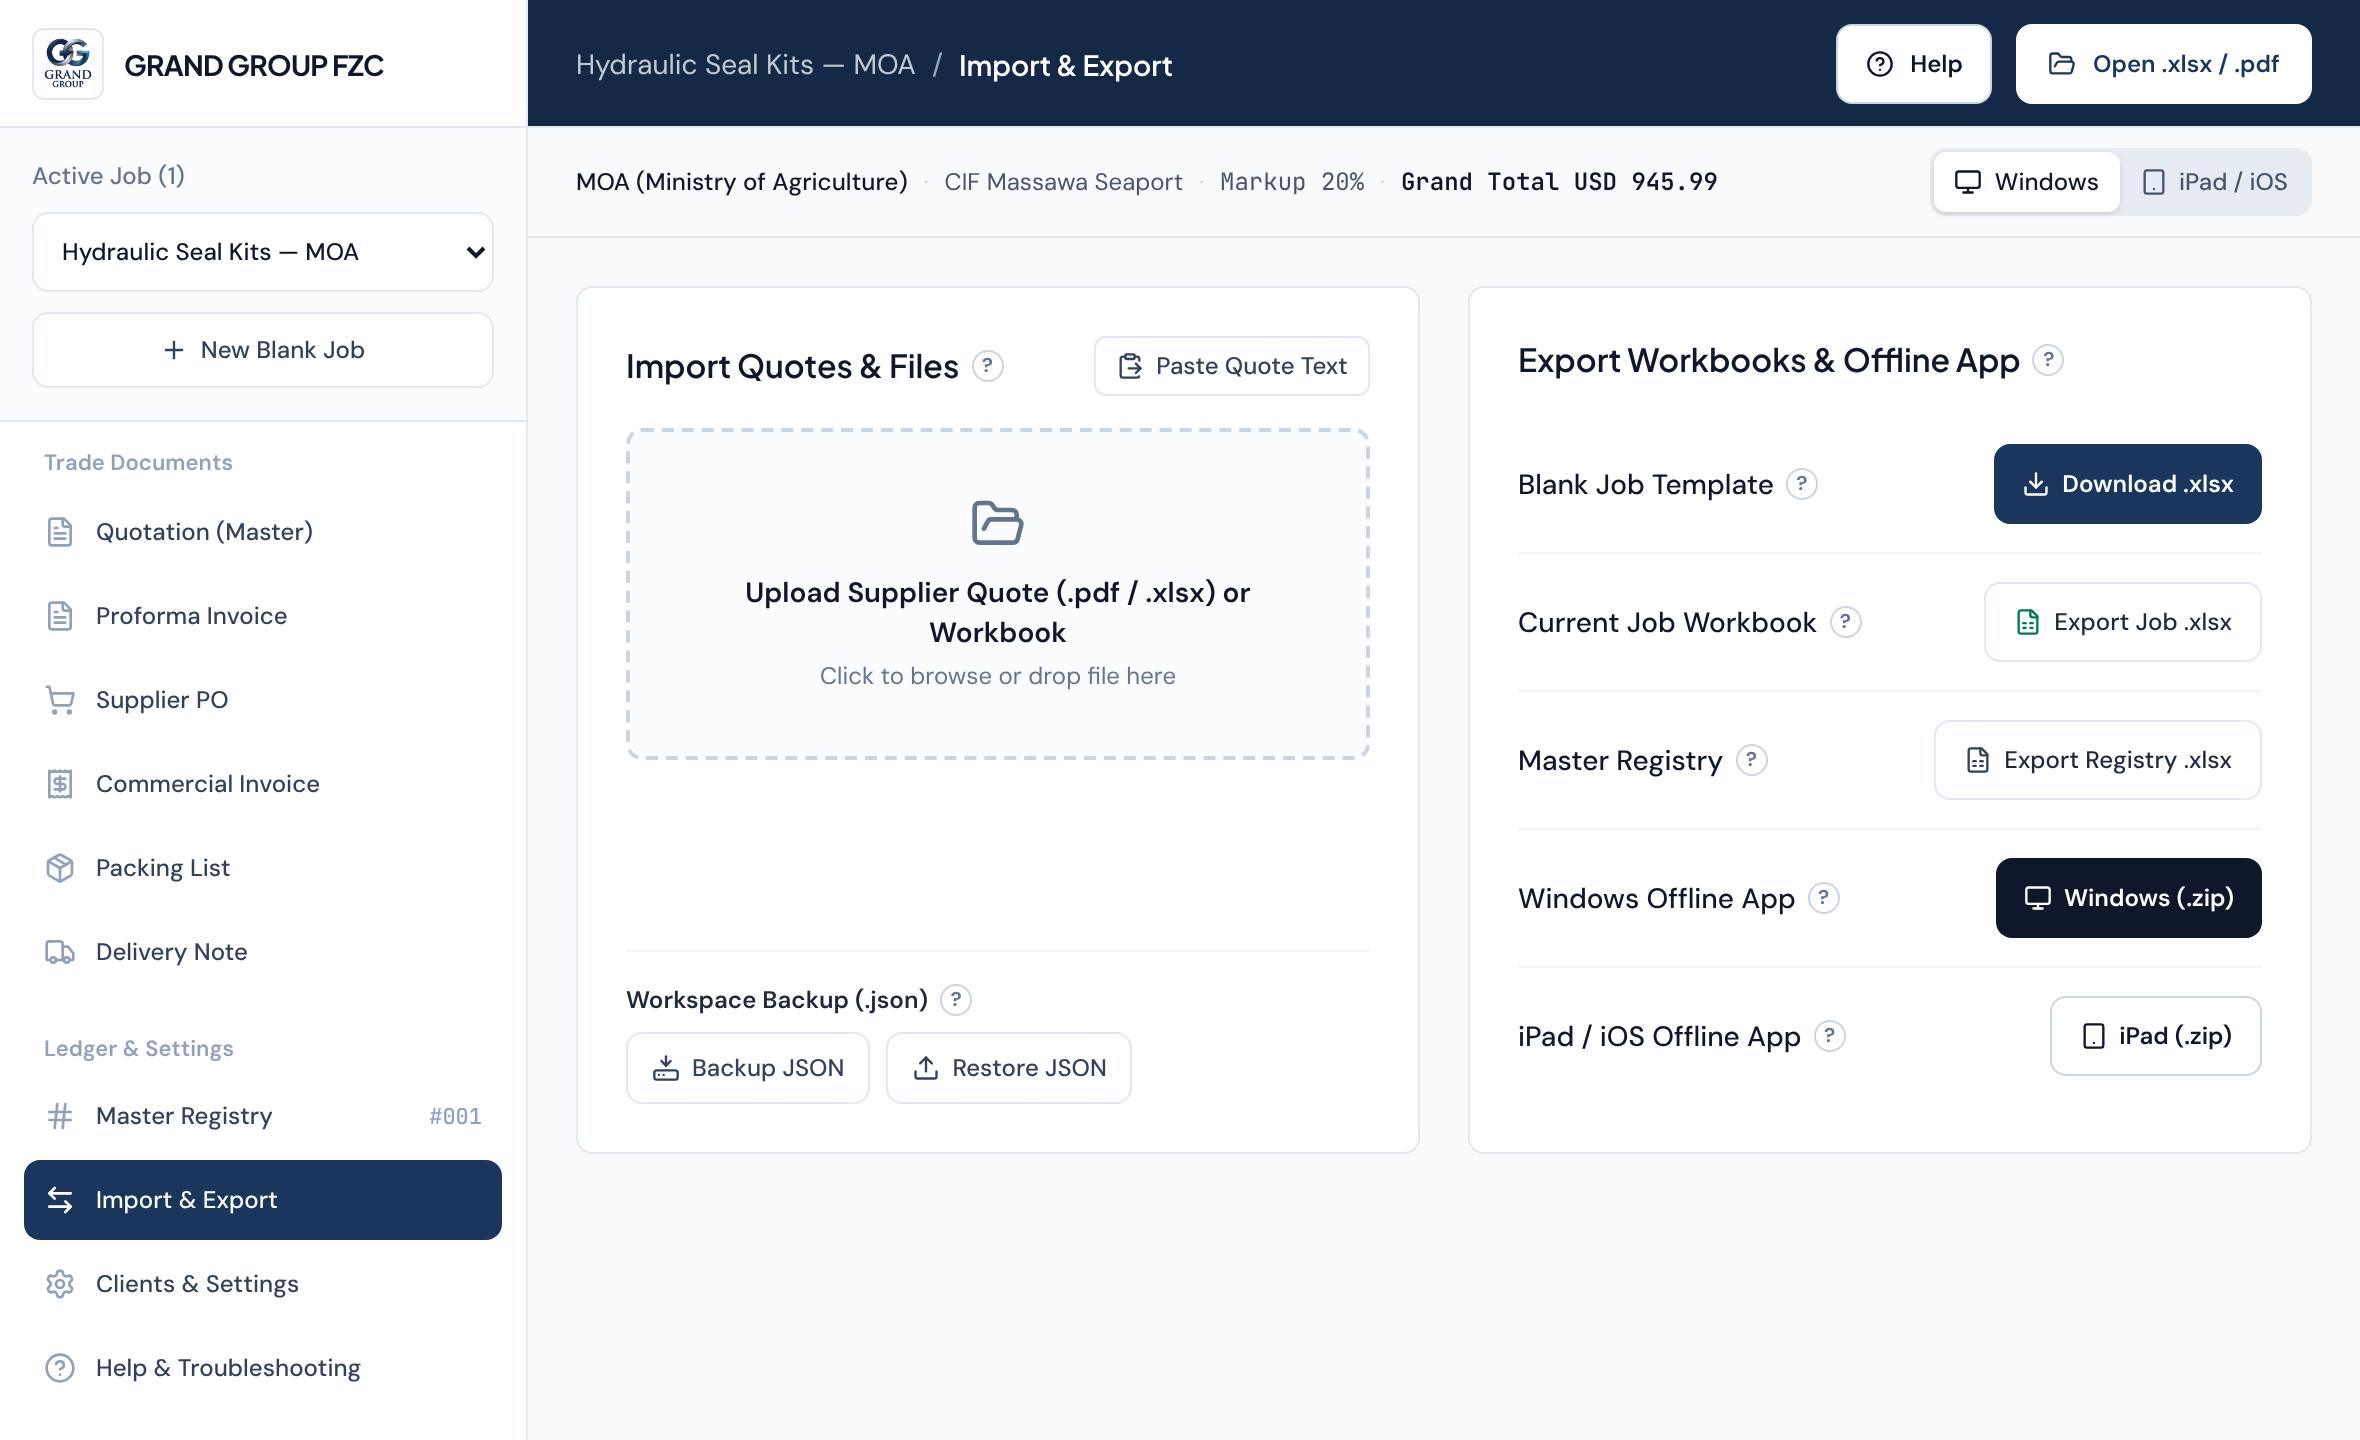 GRAND GROUP
GRAND GROUP FZC
Active Job (1)
Hydraulic Seal Kits — MOA
New Blank Job
Trade Documents
Quotation (Master)
Proforma Invoice
Supplier PO
Commercial Invoice
Packing List
Delivery Note
Ledger & Settings
Master Registry #001
Import & Export
Clients & Settings
Help & Troubleshooting
Hydraulic Seal Kits — MOA / Import & Export
Help
Open .xlsx / .pdf
MOA (Ministry of Agriculture) · CIF Massawa Seaport · Markup 20% · Grand Total USD 945.99
Windows
iPad / iOS
Import Quotes & Files ?
Paste Quote Text
Upload Supplier Quote (.pdf / .xlsx) or
Workbook
Click to browse or drop file here
Workspace Backup (.json) ?
Backup JSON
Restore JSON
Export Workbooks & Offline App ?
Blank Job Template ?
Download .xlsx
Current Job Workbook ?
Export Job .xlsx
Master Registry ?
Export Registry .xlsx
Windows Offline App ?
Windows (.zip)
iPad / iOS Offline App ?
iPad (.zip)